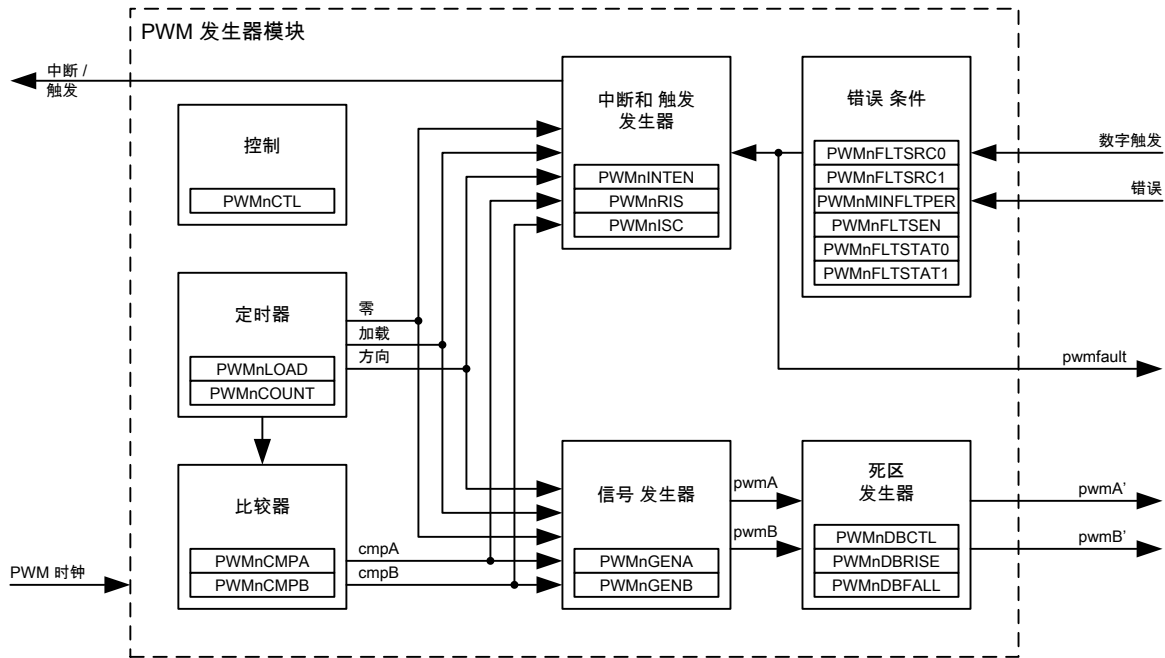 PWM 发生器模块
中断 /
触发
控制
PWMnCTL
中断和 触发
发生器
PWMnINTEN
PWMnRIS
PWMnISC
错误 条件
PWMnFLTSRC0
PWMnFLTSRC1
PWMnMINFLTPER
PWMnFLTSEN
PWMnFLTSTAT0
PWMnFLTSTAT1
数字触发
错误
定时器
PWMnLOAD
PWMnCOUNT
零
加载
方向
pwmfault
比较器
PWMnCMPA
PWMnCMPB
cmpA
cmpB
信号 发生器
PWMnGENA
PWMnGENB
pwmA
pwmB
死区
发生器
PWMnDBCTL
PWMnDBRISE
PWMnDBFALL
pwmA’
pwmB’
PWM 时钟